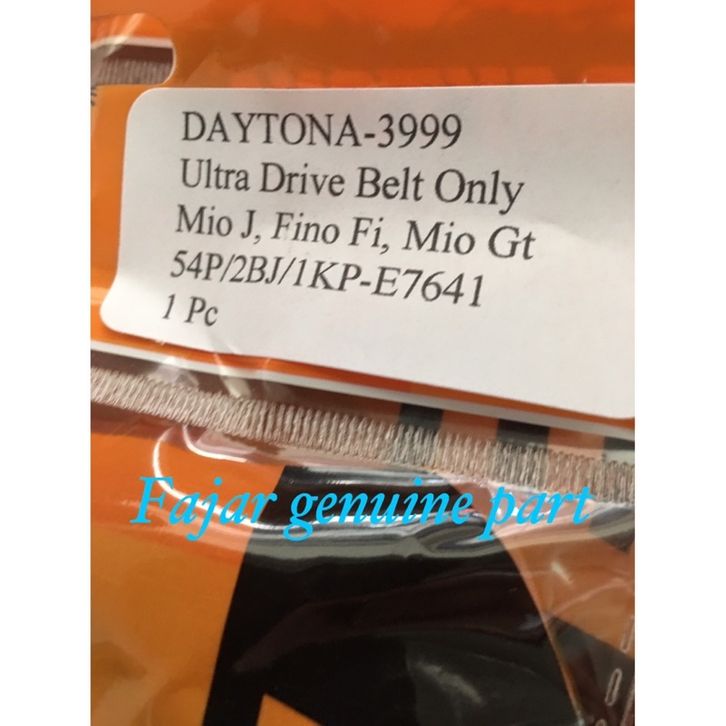 DAYTONA-3999
Ultra Drive Belt Only
Mio J, Fino Fi, Mio Gt
54P/2BJ/1KP-E7641
1 Pc
Fajar genuine part